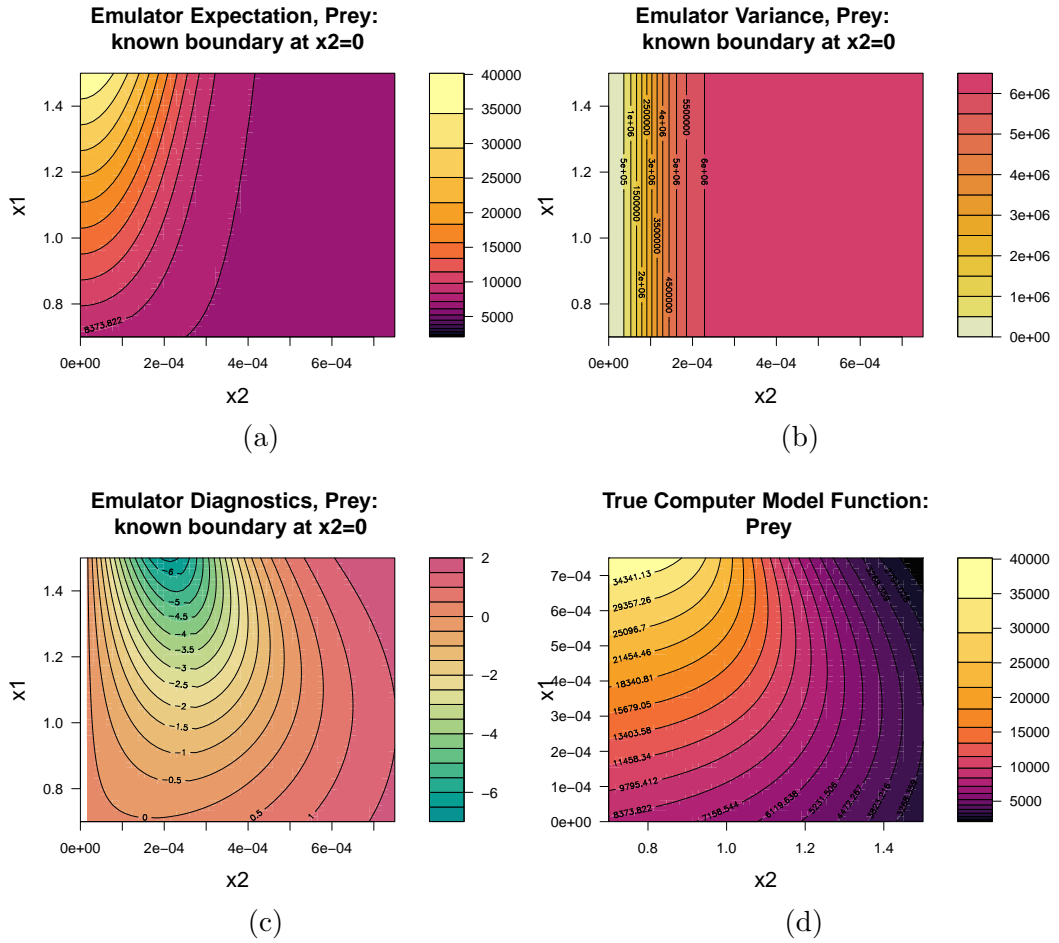 Emulator Expectation, Prey:
known boundary at x2=0
x1
1.4
1.2
1.0
0.8
8373.822
0e+00 2e-04 4e-04 6e-04
x2
40000
35000
30000
25000
20000
15000
10000
5000
(a)
Emulator Variance, Prey:
known boundary at x2=0
x1
1.4
1.2
1.0
0.8
5e+05
1e+06
1500000
2e+06
2500000
3e+06
3500000
4e+06
4500000
5e+06
5500000
6e+06
0e+00 2e-04 4e-04 6e-04
x2
6e+06
5e+06
4e+06
3e+06
2e+06
1e+06
0e+00
(b)
Emulator Diagnostics, Prey:
known boundary at x2=0
x1
1.4
1.2
1.0
0.8
−6
−5
−4.5
−4
−3.5
−3
−2.5
−2
−1.5
−1
−0.5
0
0.5
1
0e+00 2e-04 4e-04 6e-04
x2
2
0
−2
−4
−6
(c)
True Computer Model Function:
Prey
x1
7e-04
6e-04
5e-04
4e-04
3e-04
2e-04
1e-04
0e+00
34341.13
29357.26
25096.7
21454.46
18340.81
15679.05
13403.58
11458.34
9795.412
8373.822
7158.544
6119.638
5231.506
4472.267
3823.216
0.8 1.0 1.2 1.4
x2
40000
35000
30000
25000
20000
15000
10000
5000
(d)